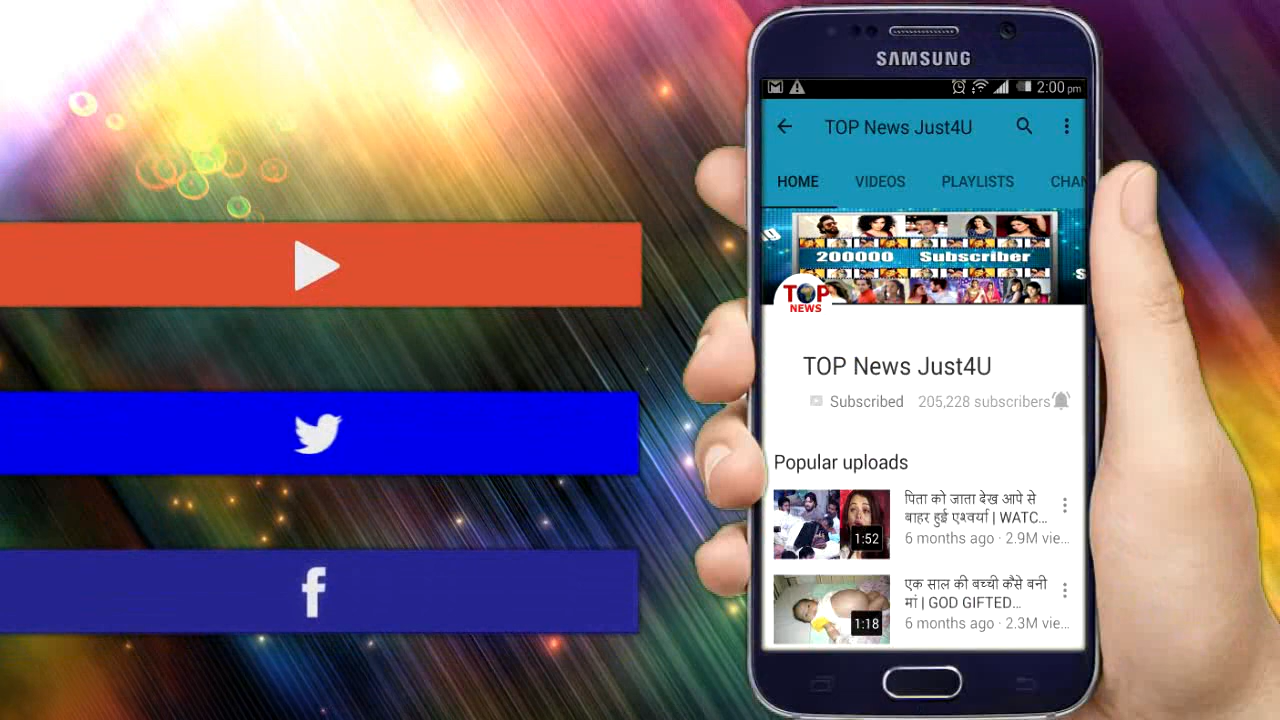 SAMSUNG
2:00 pm
TOP News Just4U
HOME VIDEOS PLAYLISTS CHAN
200000 Subscriber
TOP
NEWS
TOP News Just4U
Subscribed 205,228 subscribers
Popular uploads
पिता को जाता देख आपे से
बाहर हुई एश्वर्या | WATC...
6 months ago · 2.9M vie...
1:52
एक साल की बच्ची कैसे बनी
मां | GOD GIFTED...
6 months ago · 2.3M vie...
1:18